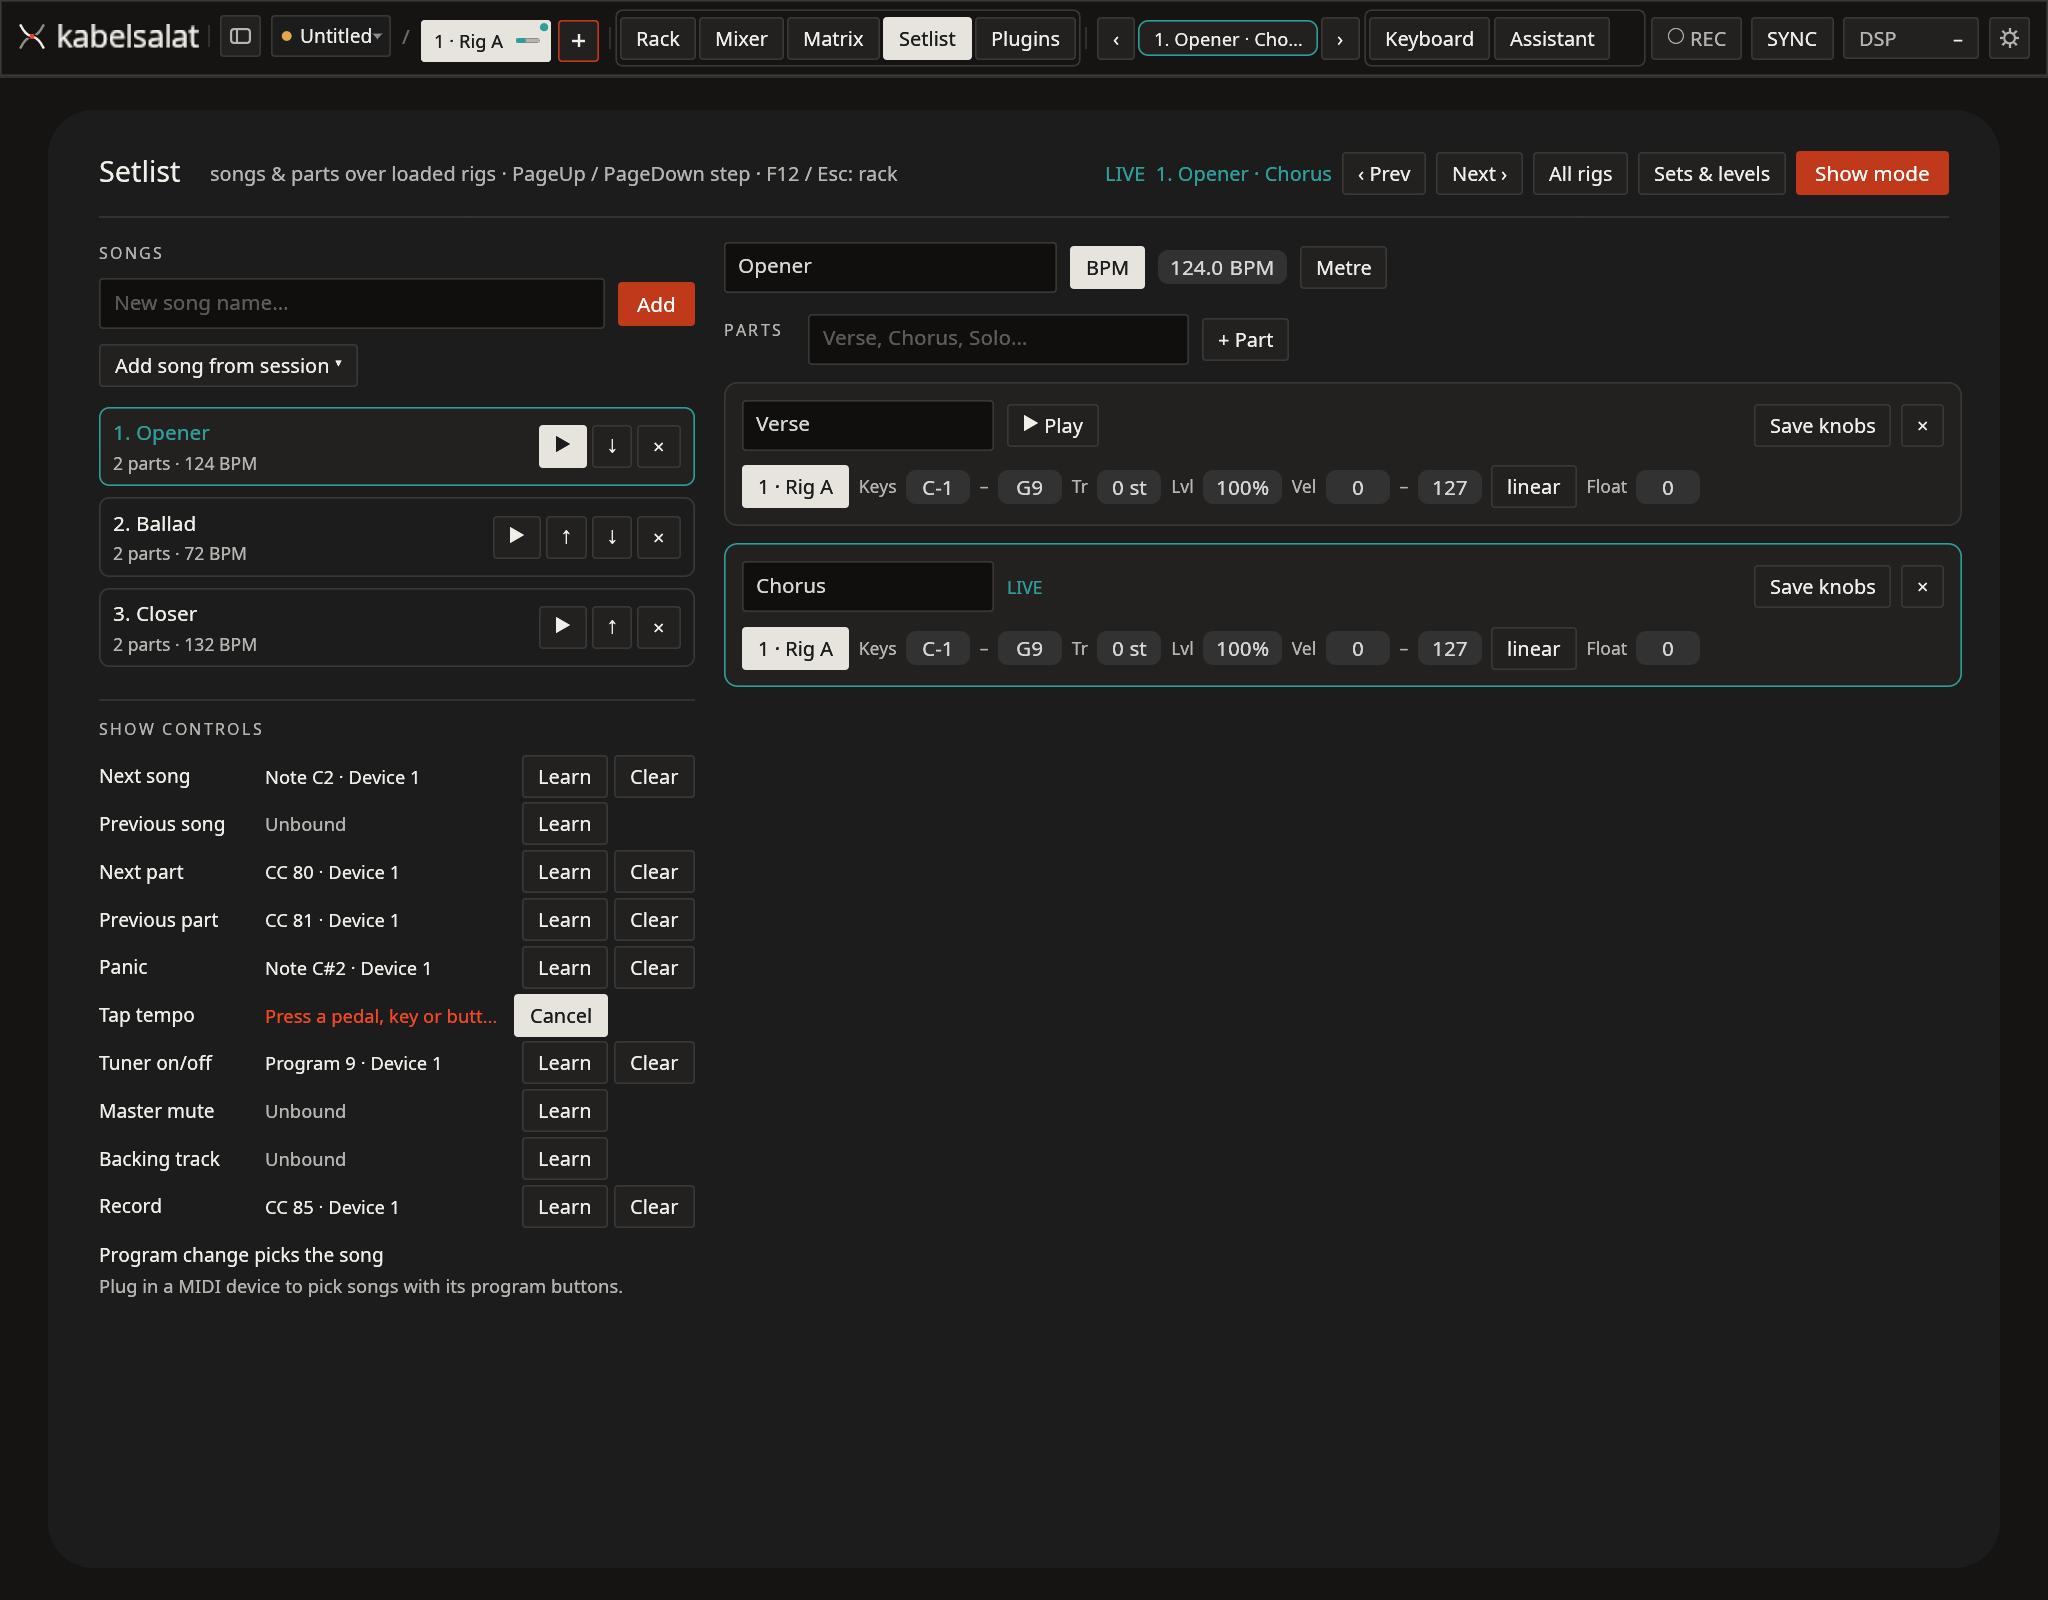 kabelsalat Untitled / 1 · Rig A + Rack Mixer Matrix Setlist Plugins ‹ 1. Opener · Cho... › Keyboard Assistant REC SYNC DSP –
Setlist songs & parts over loaded rigs · PageUp / PageDown step · F12 / Esc: rack LIVE 1. Opener · Chorus ‹ Prev Next › All rigs Sets & levels Show mode
SONGS
New song name... Add
Add song from session
1. Opener
2 parts · 124 BPM
2. Ballad
2 parts · 72 BPM
3. Closer
2 parts · 132 BPM
SHOW CONTROLS
Next song Note C2 · Device 1 Learn Clear
Previous song Unbound Learn
Next part CC 80 · Device 1 Learn Clear
Previous part CC 81 · Device 1 Learn Clear
Panic Note C#2 · Device 1 Learn Clear
Tap tempo Press a pedal, key or butt... Cancel
Tuner on/off Program 9 · Device 1 Learn Clear
Master mute Unbound Learn
Backing track Unbound Learn
Record CC 85 · Device 1 Learn Clear
Program change picks the song
Plug in a MIDI device to pick songs with its program buttons.
Opener BPM 124.0 BPM Metre
PARTS Verse, Chorus, Solo... + Part
Verse Play Save knobs ×
1 · Rig A Keys C-1 – G9 Tr 0 st Lvl 100% Vel 0 – 127 linear Float 0
Chorus LIVE Save knobs ×
1 · Rig A Keys C-1 – G9 Tr 0 st Lvl 100% Vel 0 – 127 linear Float 0